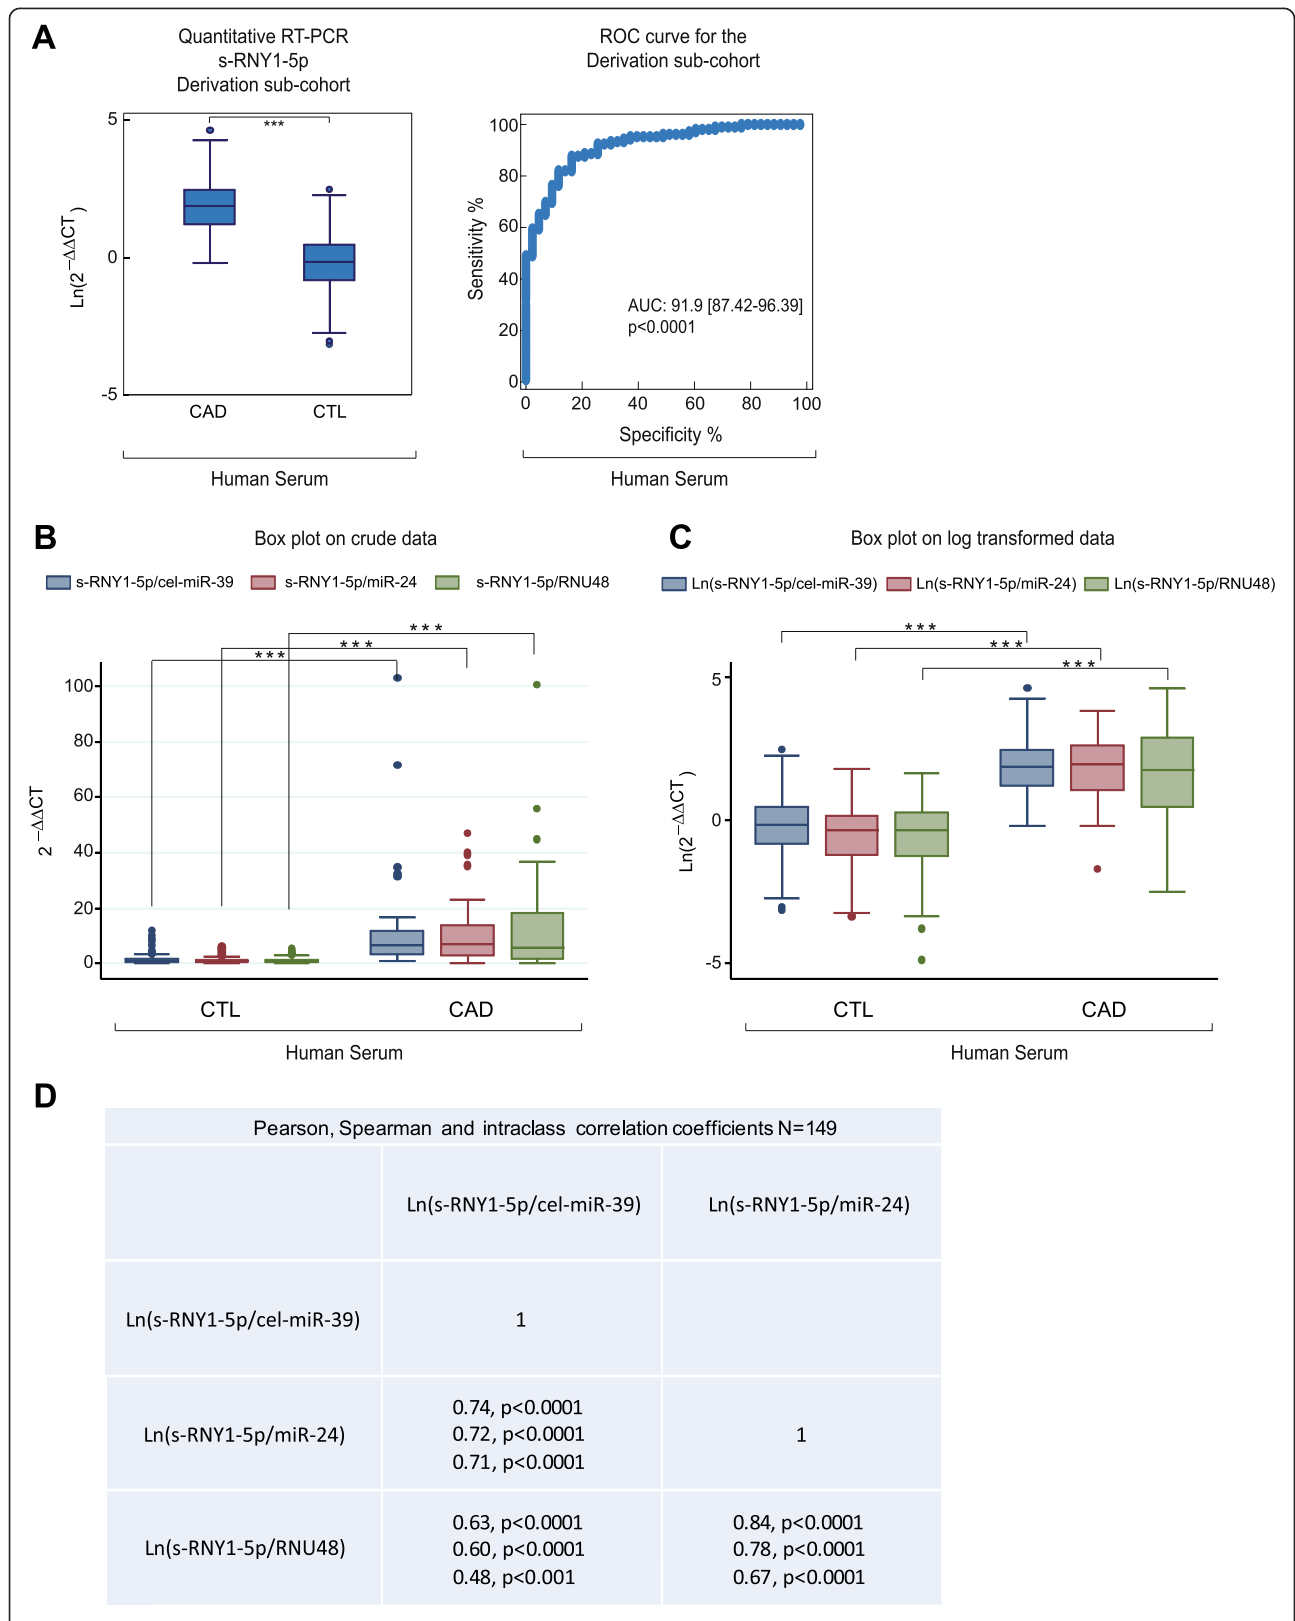 A
Quantitative RT-PCR
s-RNY1-5p
Derivation sub-cohort
5
0
-5
Ln(2−ΔΔCT)
***
CAD
CTL
Human Serum
ROC curve for the
Derivation sub-cohort
100
80
60
40
20
0
Sensitivity %
AUC: 91.9 [87.42-96.39]
p<0.0001
0 20 40 60 80 100
Specificity %
Human Serum
B
Box plot on crude data
s-RNY1-5p/cel-miR-39 s-RNY1-5p/miR-24 s-RNY1-5p/RNU48
***
***
***
100
80
60
40
20
0
2−ΔΔCT
CTL
CAD
Human Serum
C
Box plot on log transformed data
Ln(s-RNY1-5p/cel-miR-39) Ln(s-RNY1-5p/miR-24) Ln(s-RNY1-5p/RNU48)
***
***
***
5
0
-5
Ln(2−ΔΔCT)
CTL
CAD
Human Serum
D
Pearson, Spearman and intraclass correlation coefficients N=149
Ln(s-RNY1-5p/cel-miR-39)
Ln(s-RNY1-5p/miR-24)
Ln(s-RNY1-5p/cel-miR-39)
1
Ln(s-RNY1-5p/miR-24)
0.74, p<0.0001
0.72, p<0.0001
0.71, p<0.0001
1
Ln(s-RNY1-5p/RNU48)
0.63, p<0.0001
0.60, p<0.0001
0.48, p<0.001
0.84, p<0.0001
0.78, p<0.0001
0.67, p<0.0001